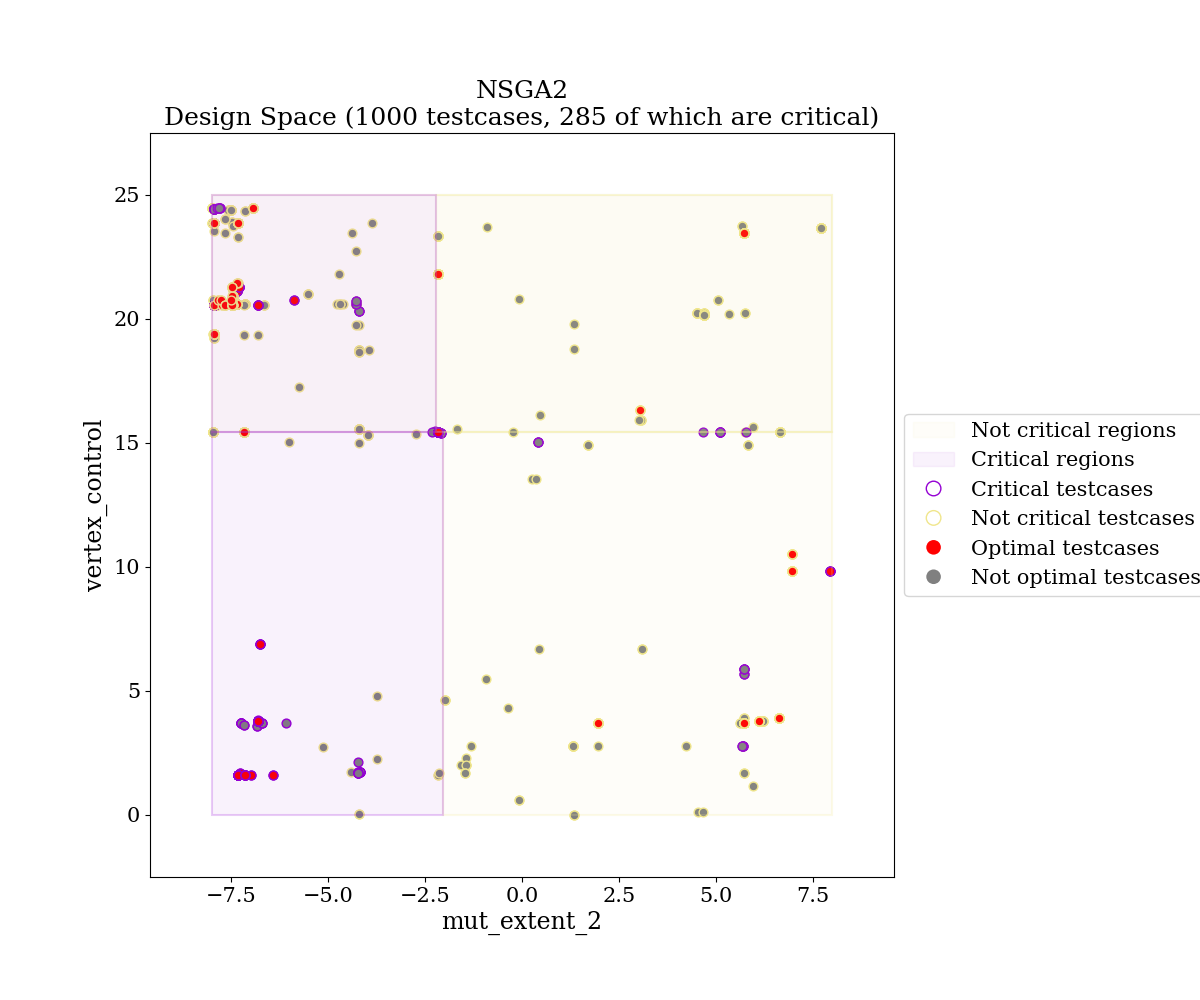 NSGA2
Design Space (1000 testcases, 285 of which are critical)
25
20
15
10
5
0
vertex_control
−7.5
−5.0
−2.5
0.0
2.5
5.0
7.5
mut_extent_2
Not critical regions
Critical regions
Critical testcases
Not critical testcases
Optimal testcases
Not optimal testcases